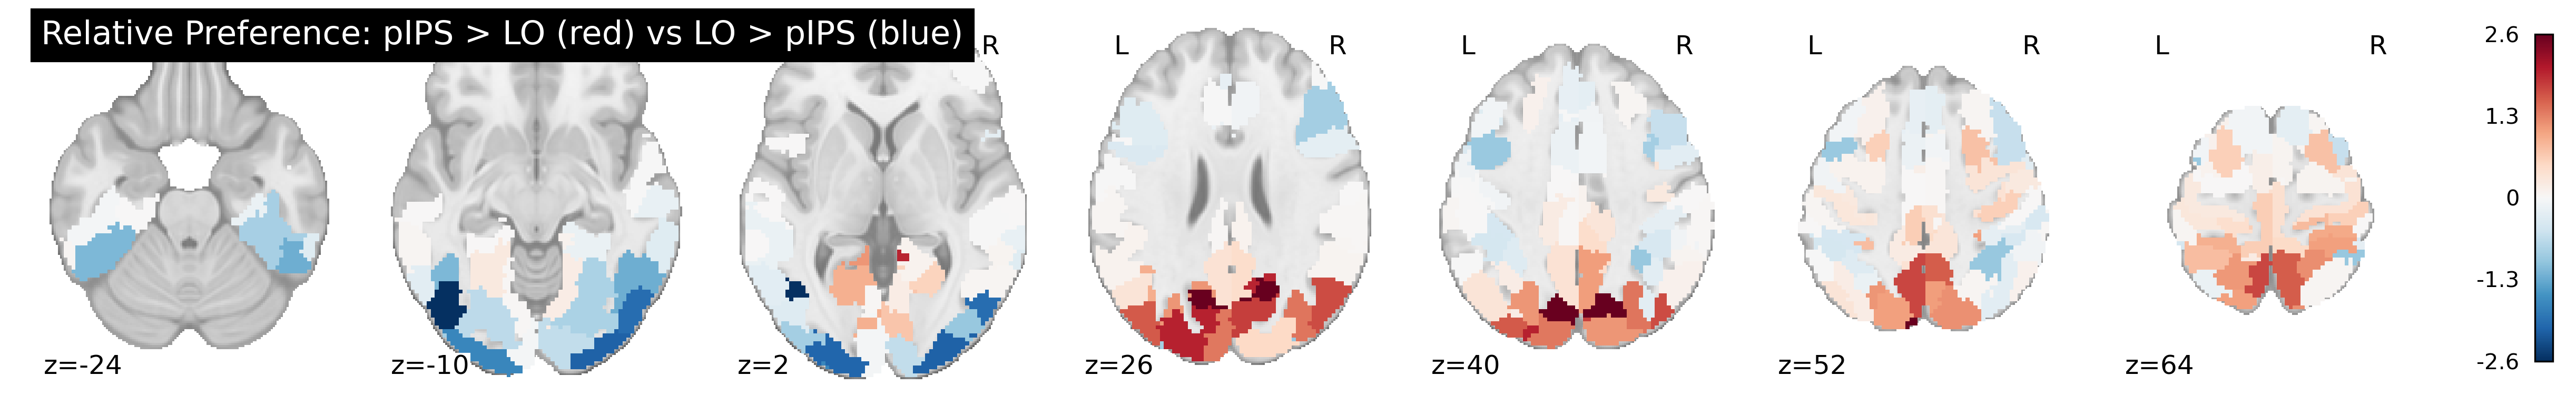 Relative Preference: pIPS > LO (red) vs LO > pIPS (blue)
R
L R
L R
L R
L R
z=-24
z=-10
z=2
z=26
z=40
z=52
z=64
2.6
1.3
0
-1.3
-2.6